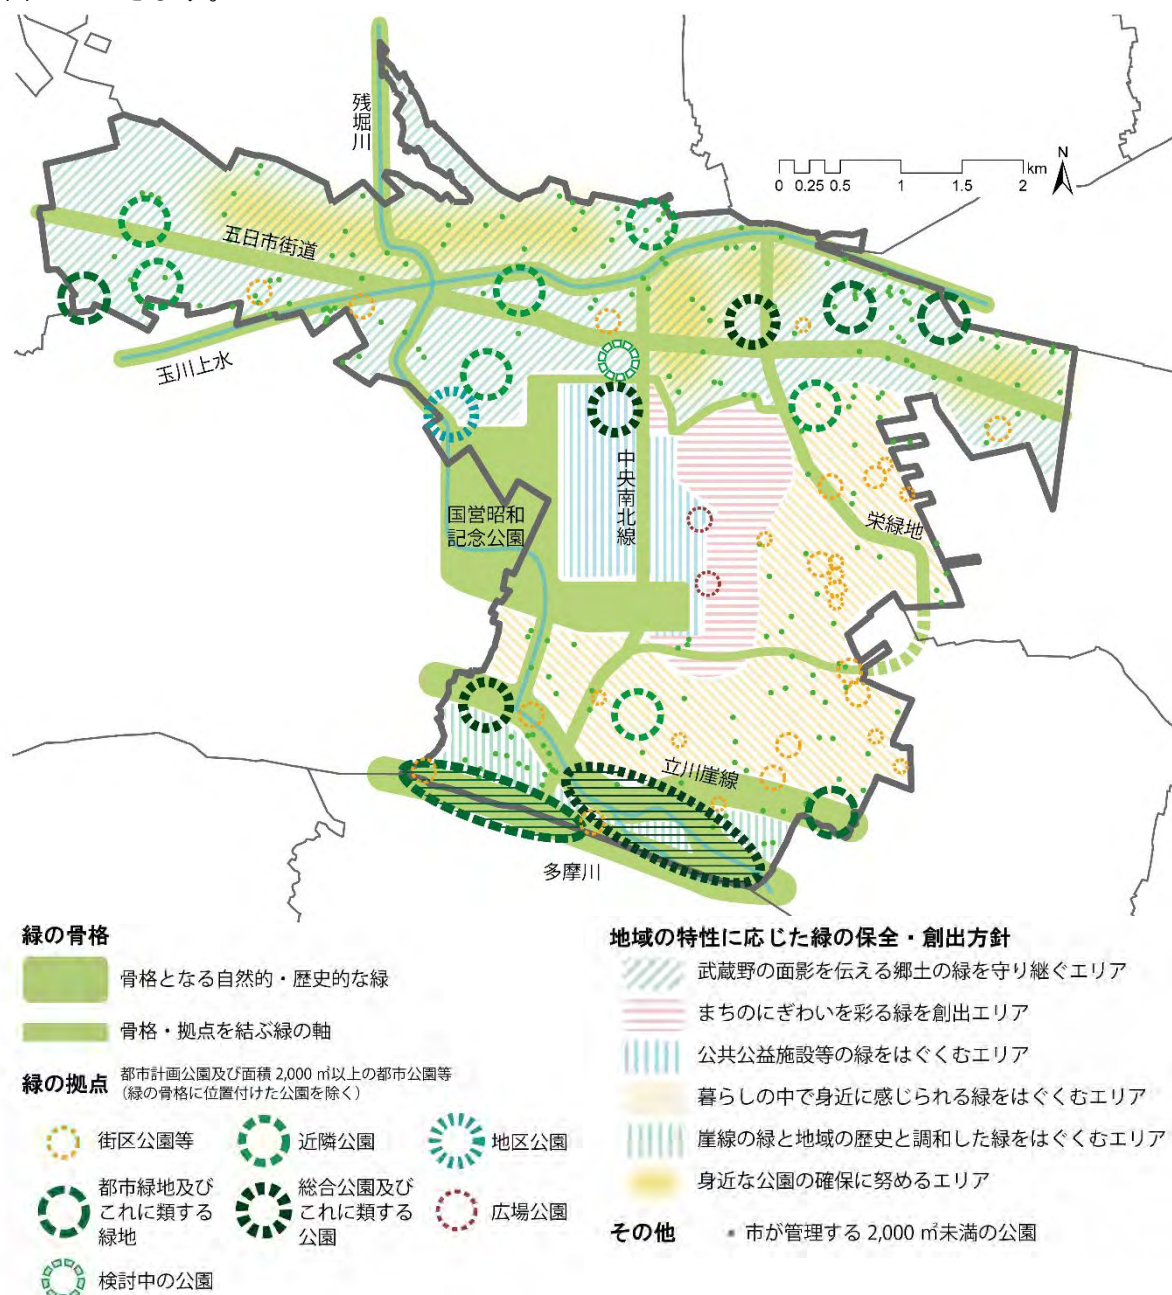 残堀川
N
km
0 0.25 0.5 1 1.5 2
五日市街道
玉川上水
中央南北線
国営昭和
記念公園
栄緑地
立川崖線
多摩川
緑の骨格
骨格となる自然的・歴史的な緑
骨格・拠点を結ぶ緑の軸
緑の拠点 都市計画公園及び面積 2,000 ㎡以上の都市公園等
(緑の骨格に位置付けた公園を除く)
街区公園等
近隣公園
地区公園
都市緑地及び
これに類する
緑地
総合公園及び
これに類する
公園
広場公園
検討中の公園
地域の特性に応じた緑の保全・創出方針
武蔵野の面影を伝える郷土の緑を守り継ぐエリア
まちのにぎわいを彩る緑を創出エリア
公共公益施設等の緑をはぐくむエリア
暮らしの中で身近に感じられる緑をはぐくむエリア
崖線の緑と地域の歴史と調和した緑をはぐくむエリア
身近な公園の確保に努めるエリア
その他 市が管理する 2,000 ㎡未満の公園